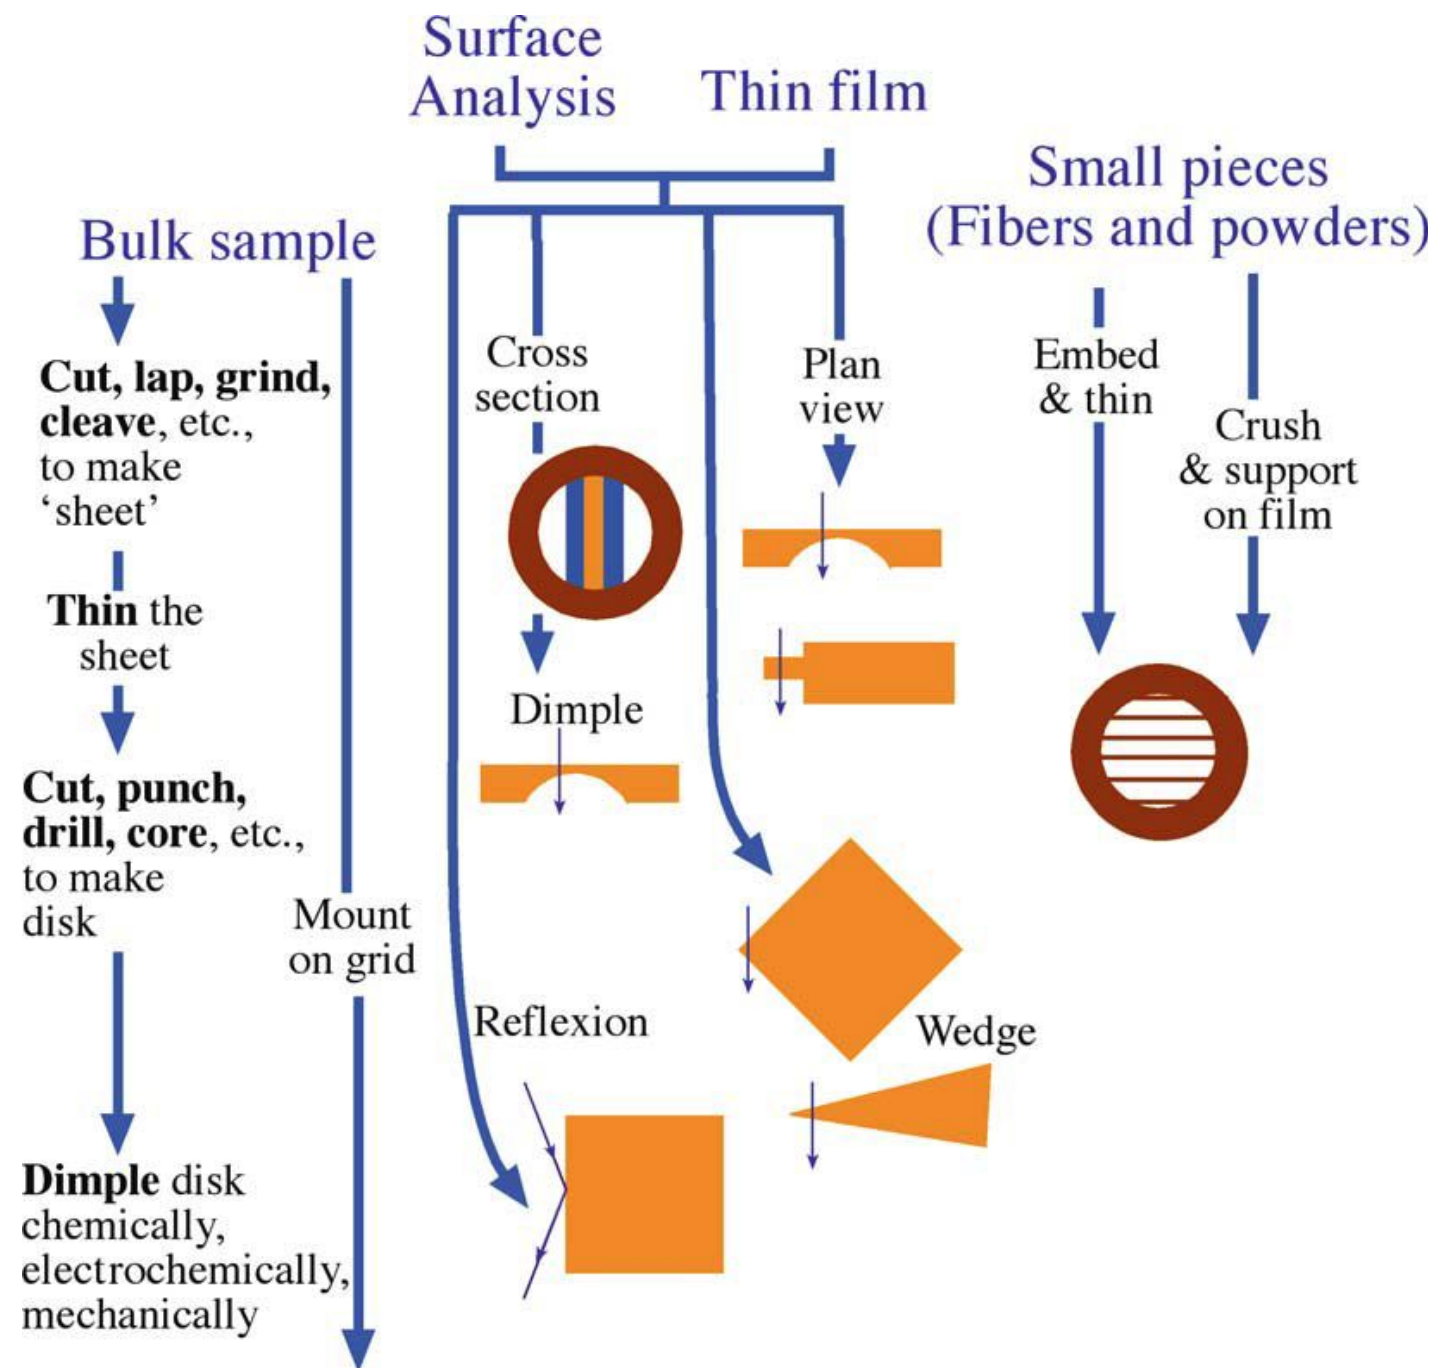 Surface
Analysis
Thin film
Small pieces
(Fibers and powders)
Bulk sample
Cut, lap, grind,
cleave, etc.,
to make
‘sheet’
Thin the
sheet
Cut, punch,
drill, core, etc.,
to make
disk
Dimple disk
chemically,
electrochemically,
mechanically
Mount
on grid
Cross
section
Dimple
Reflexion
Plan
view
Wedge
Embed
& thin
Crush
& support
on film